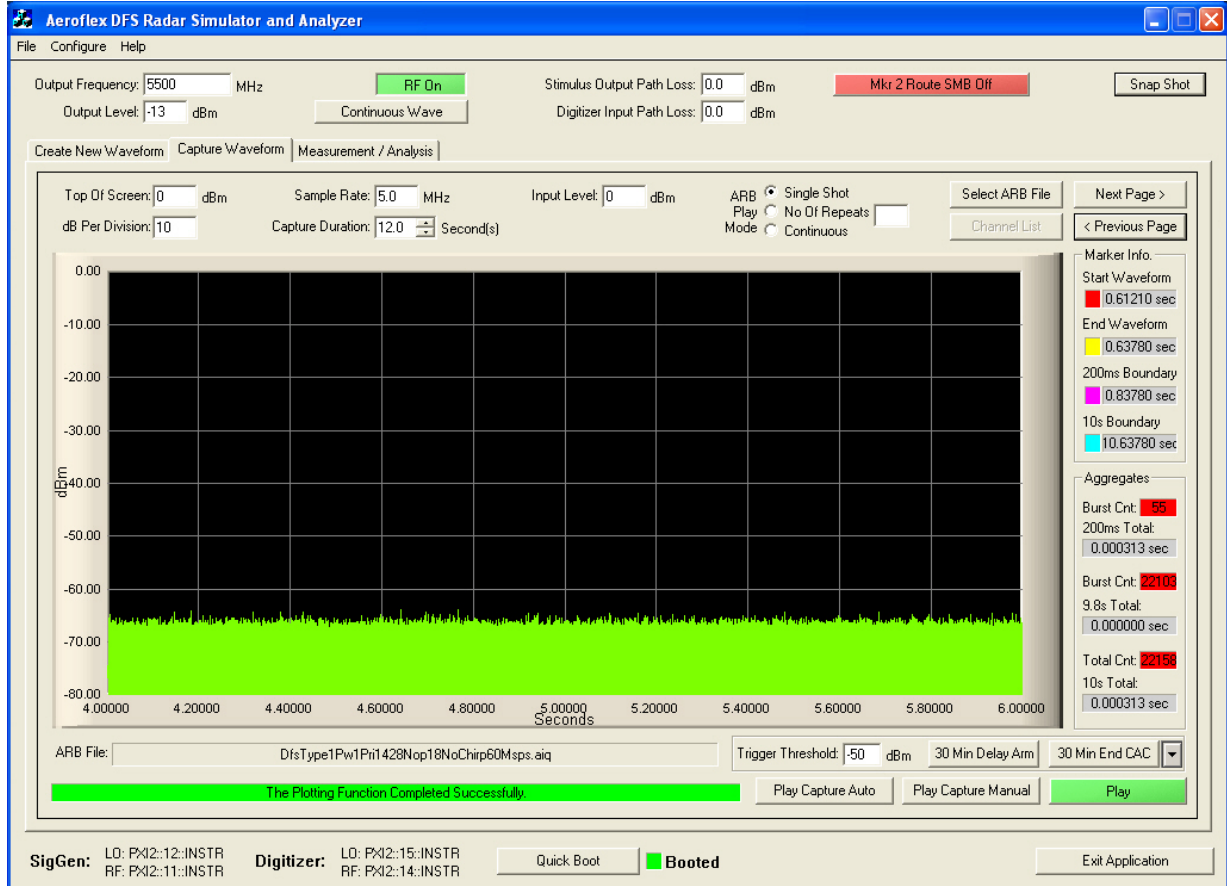 Aeroflex DFS Radar Simulator and Analyzer
File Configure Help
Output Frequency: 5500 MHz RF On Stimulus Output Path Loss: 0.0 dBm Mkr 2 Route SMB Off Snap Shot
Output Level: -13 dBm Continuous Wave Digitizer Input Path Loss: 0.0 dBm
Create New Waveform Capture Waveform Measurement / Analysis
Top Of Screen: 0 dBm Sample Rate: 5.0 MHz Input Level: 0 dBm ARB Play Mode Single Shot Select ARB File Next Page >
No Of Repeats
dB Per Division: 10 Capture Duration: 12.0 Second(s) Continuous Channel List < Previous Page
0.00
-10.00
-20.00
-30.00
-40.00
-50.00
-60.00
-70.00
-80.00
dBm
4.00000 4.20000 4.40000 4.60000 4.80000 5.00000 5.20000 5.40000 5.60000 5.80000 6.00000
Seconds
Marker Info.
Start Waveform
0.61210 sec
End Waveform
0.63780 sec
200ms Boundary
0.83780 sec
10s Boundary
10.63780 sec
Aggregates
Burst Cnt: 55
200ms Total:
0.000313 sec
Burst Cnt: 22103
9.8s Total:
0.000000 sec
Total Cnt: 22158
10s Total:
0.000313 sec
ARB File: DfsType1Pw1Pri1428Nop18NoChirp60Msps.aiq Trigger Threshold: -50 dBm 30 Min Delay Arm 30 Min End CAC
The Plotting Function Completed Successfully. Play Capture Auto Play Capture Manual Play
SigGen: LO: PXI2::12::INSTR Digitizer: LO: PXI2::15::INSTR Quick Boot Booted Exit Application
RF: PXI2::11::INSTR RF: PXI2::14::INSTR